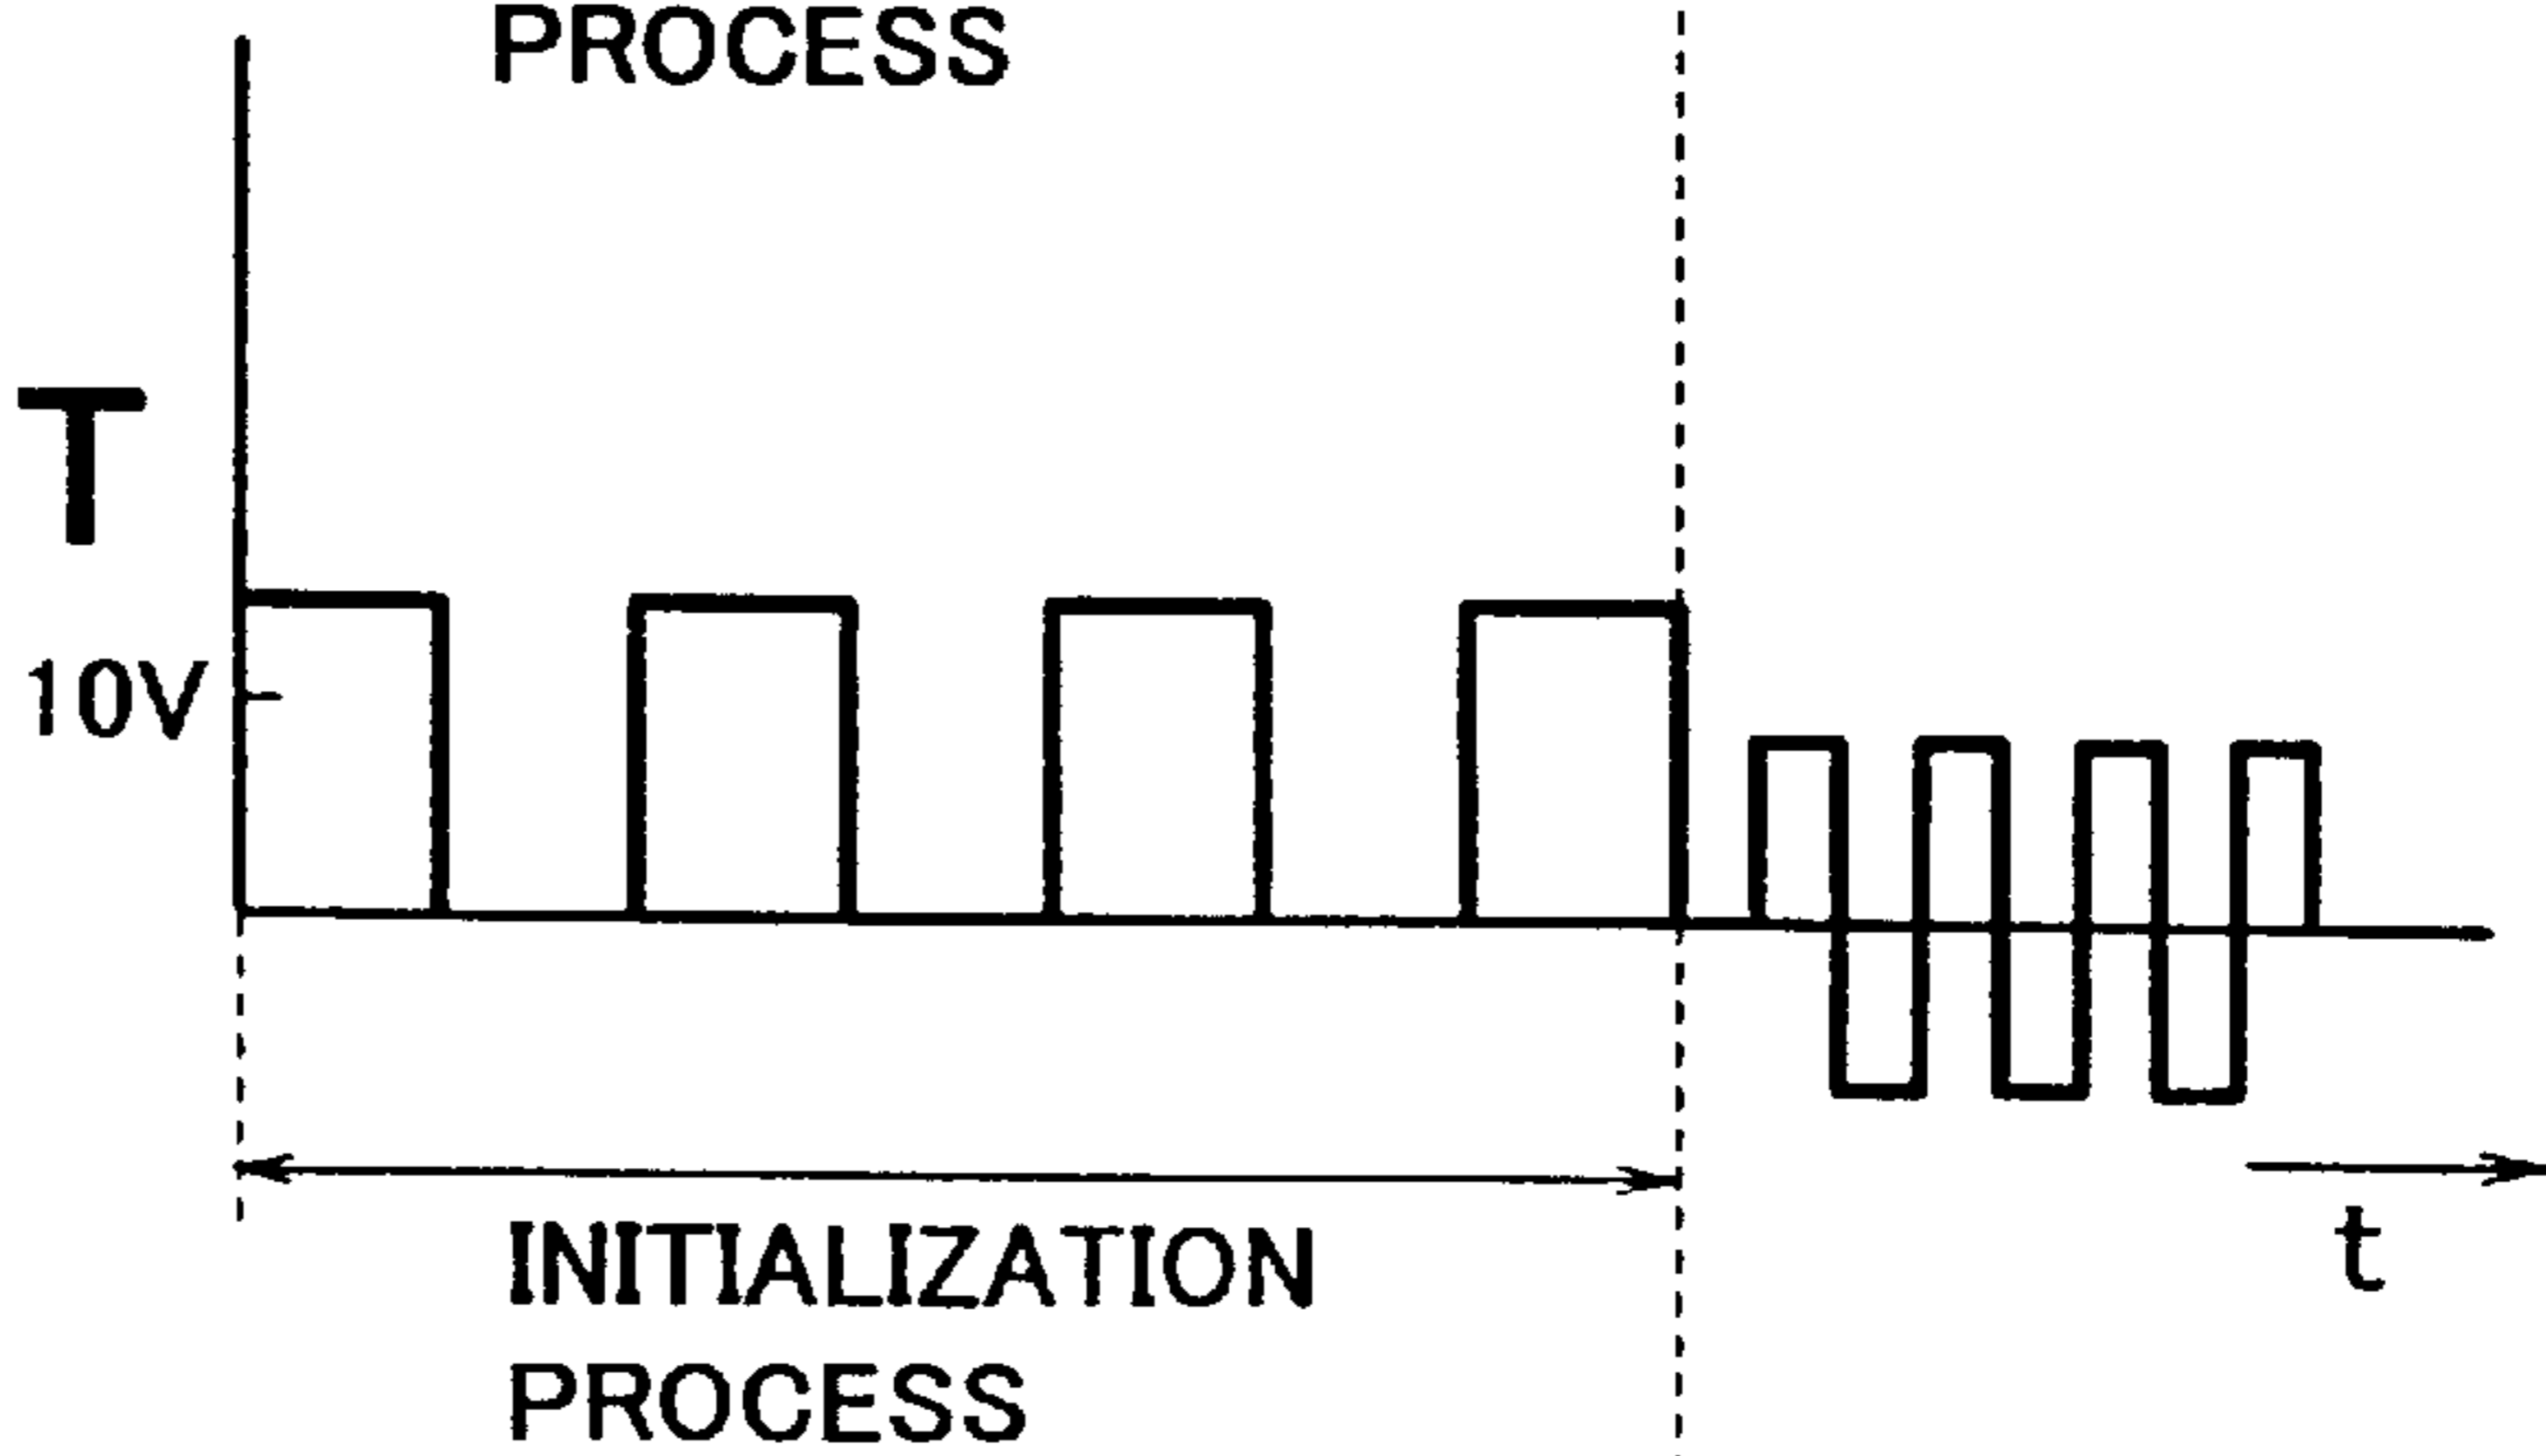 PROCESS
T
10V
INITIALIZATION
PROCESS
t